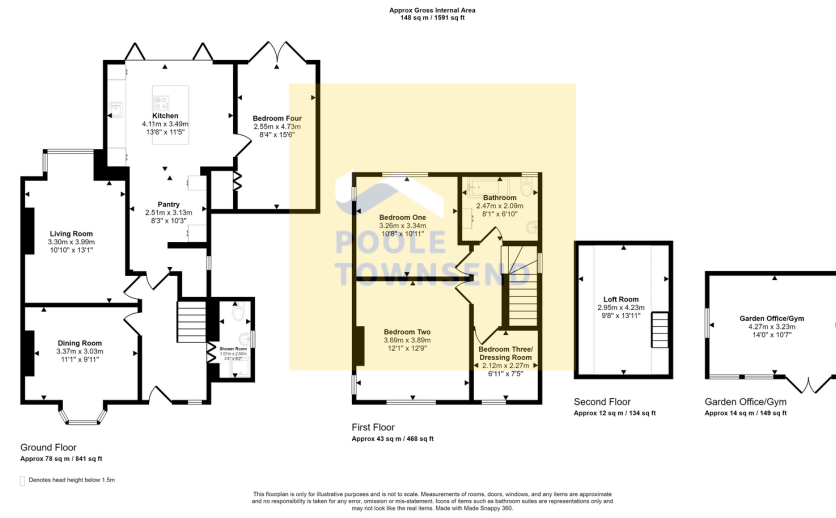 Approx Gross Internal Area
148 sq m / 1591 sq ft
Kitchen
4.11m x 3.49m
13'6" x 11'5"
Bedroom Four
2.55m x 4.73m
8'4" x 15'6"
Pantry
2.51m x 3.13m
8'3" x 10'3"
Living Room
3.30m x 3.99m
10'10" x 13'1"
Dining Room
3.37m x 3.03m
11'1" x 9'11"
Shower Room
Ground Floor
Approx 78 sq m / 841 sq ft
Denotes head height below 1.5m
POOLE
TOWNSEND
Bedroom One
3.26m x 3.34m
10'8" x 10'11"
Bathroom
2.47m x 2.09m
8'1" x 6'10"
Bedroom Two
3.69m x 3.89m
12'1" x 12'9"
Bedroom Three/
Dressing Room
2.12m x 2.27m
6'11" x 7'5"
First Floor
Approx 43 sq m / 468 sq ft
Loft Room
2.95m x 4.23m
9'8" x 13'11"
Second Floor
Approx 12 sq m / 134 sq ft
Garden Office/Gym
4.27m x 3.23m
14'0" x 10'7"
Garden Office/Gym
Approx 14 sq m / 149 sq ft
This floorplan is only for illustrative purposes and is not to scale. Measurements of rooms, doors, windows, and any items are approximate
and no responsibility is taken for any error, omission or mis-statement. Icons of items such as bathroom suites are representations only and
may not look like the real items. Made with Made Snappy 360.